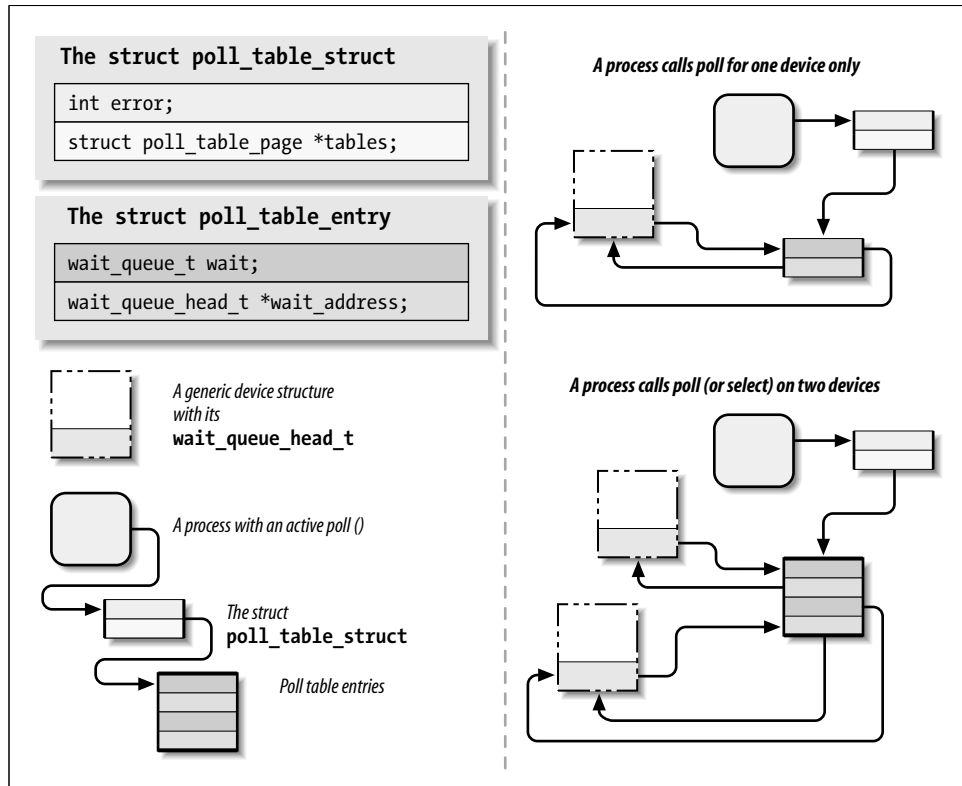 The struct poll_table_struct
int error;
struct poll_table_page *tables;
The struct poll_table_entry
wait_queue_t wait;
wait_queue_head_t *wait_address;
A generic device structure
with its
wait_queue_head_t
A process with an active poll ()
The struct
poll_table_struct
Poll table entries
A process calls poll for one device only
A process calls poll (or select) on two devices